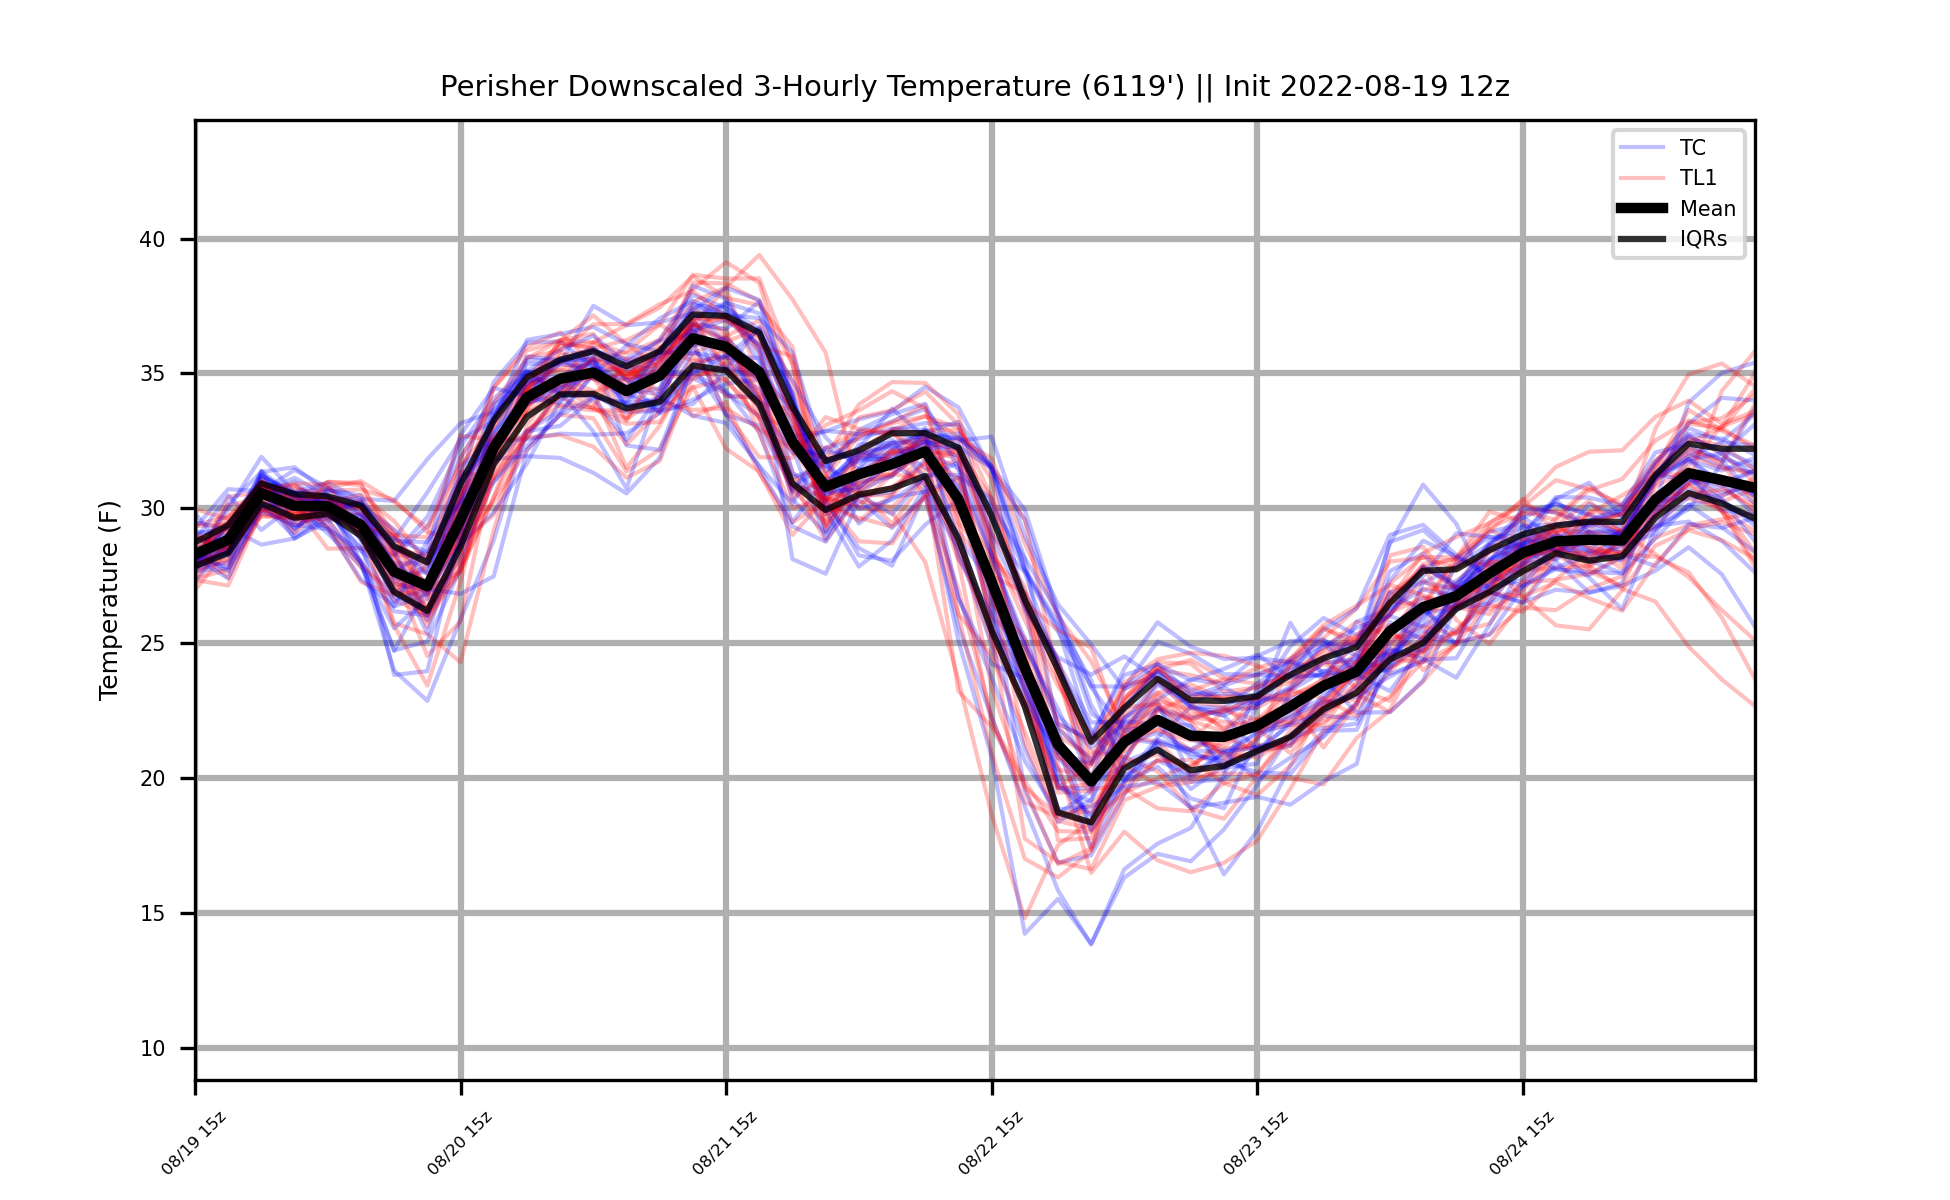 Perisher Downscaled 3-Hourly Temperature (6119') || Init 2022-08-19 12z
TC
TL1
Mean
IQRs
Temperature (F)
40
35
30
25
20
15
10
08/19 15z
08/20 15z
08/21 15z
08/22 15z
08/23 15z
08/24 15z